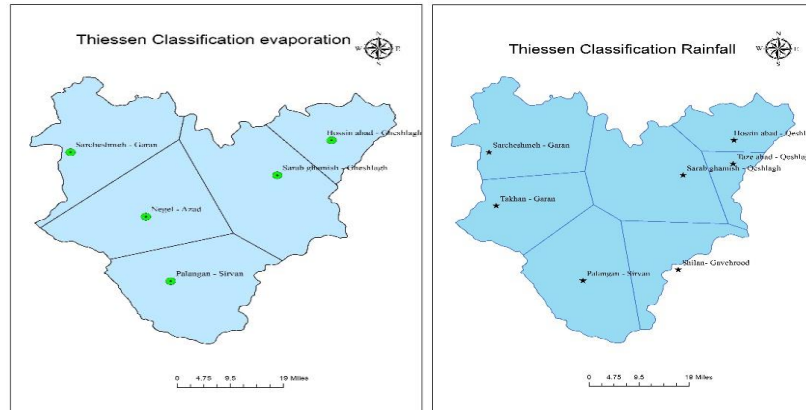 Thiessen Classification evaporation
N
W
E
S
Hossin abad - Gheshlagh
Sarcheshmeh - Garan
Sarab ghamish - Gheshlagh
Negel - Azad
Palangan - Sirvan
0 4.75 9.5 19 Miles
Thiessen Classification Rainfall
N
W
E
S
Hosein abad - Qeshl
Sarcheshmeh - Garan
Taze abad - Qeshlag
Sarab ghamish - Qeshlagh
Takhan - Garan
Shilan- Gavehrood
Palangan - Sirvan
0 4.75 9.5 19 Miles